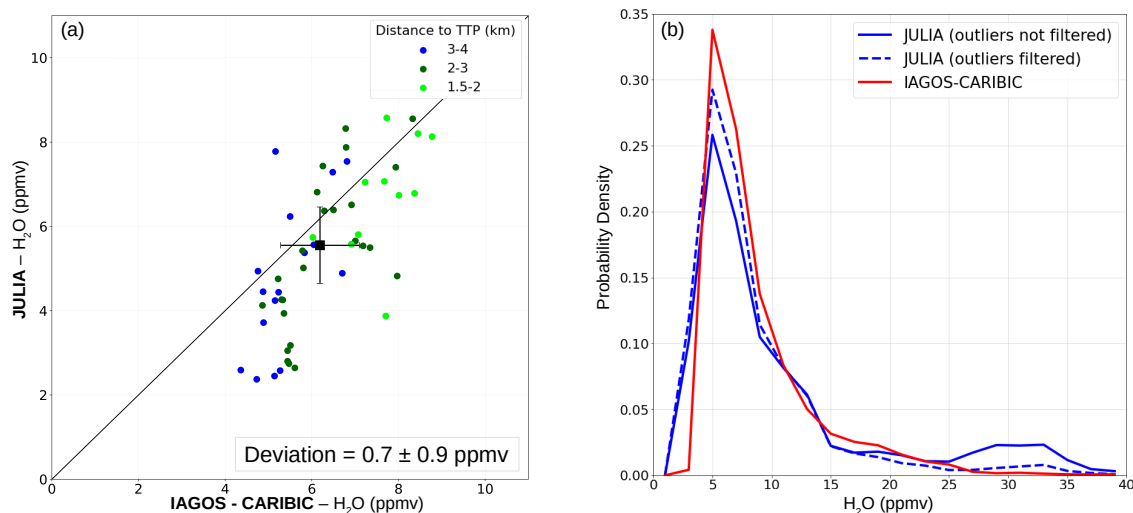 (a)
Distance to TTP (km)
3-4
2-3
1.5-2
10
8
6
4
2
0
JULIA – H₂O (ppmv)
Deviation = 0.7 ± 0.9 ppmv
0
2
4
6
8
10
IAGOS - CARIBIC – H₂O (ppmv)
(b)
JULIA (outliers not filtered)
JULIA (outliers filtered)
IAGOS-CARIBIC
0.35
0.30
0.25
0.20
0.15
0.10
0.05
0.00
Probability Density
0
5
10
15
20
25
30
35
40
H₂O (ppmv)